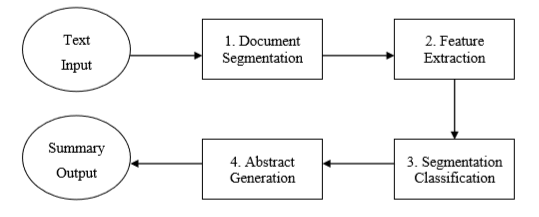 Text
Input
1. Document
Segmentation
2. Feature
Extraction
3. Segmentation
Classification
4. Abstract
Generation
Summary
Output